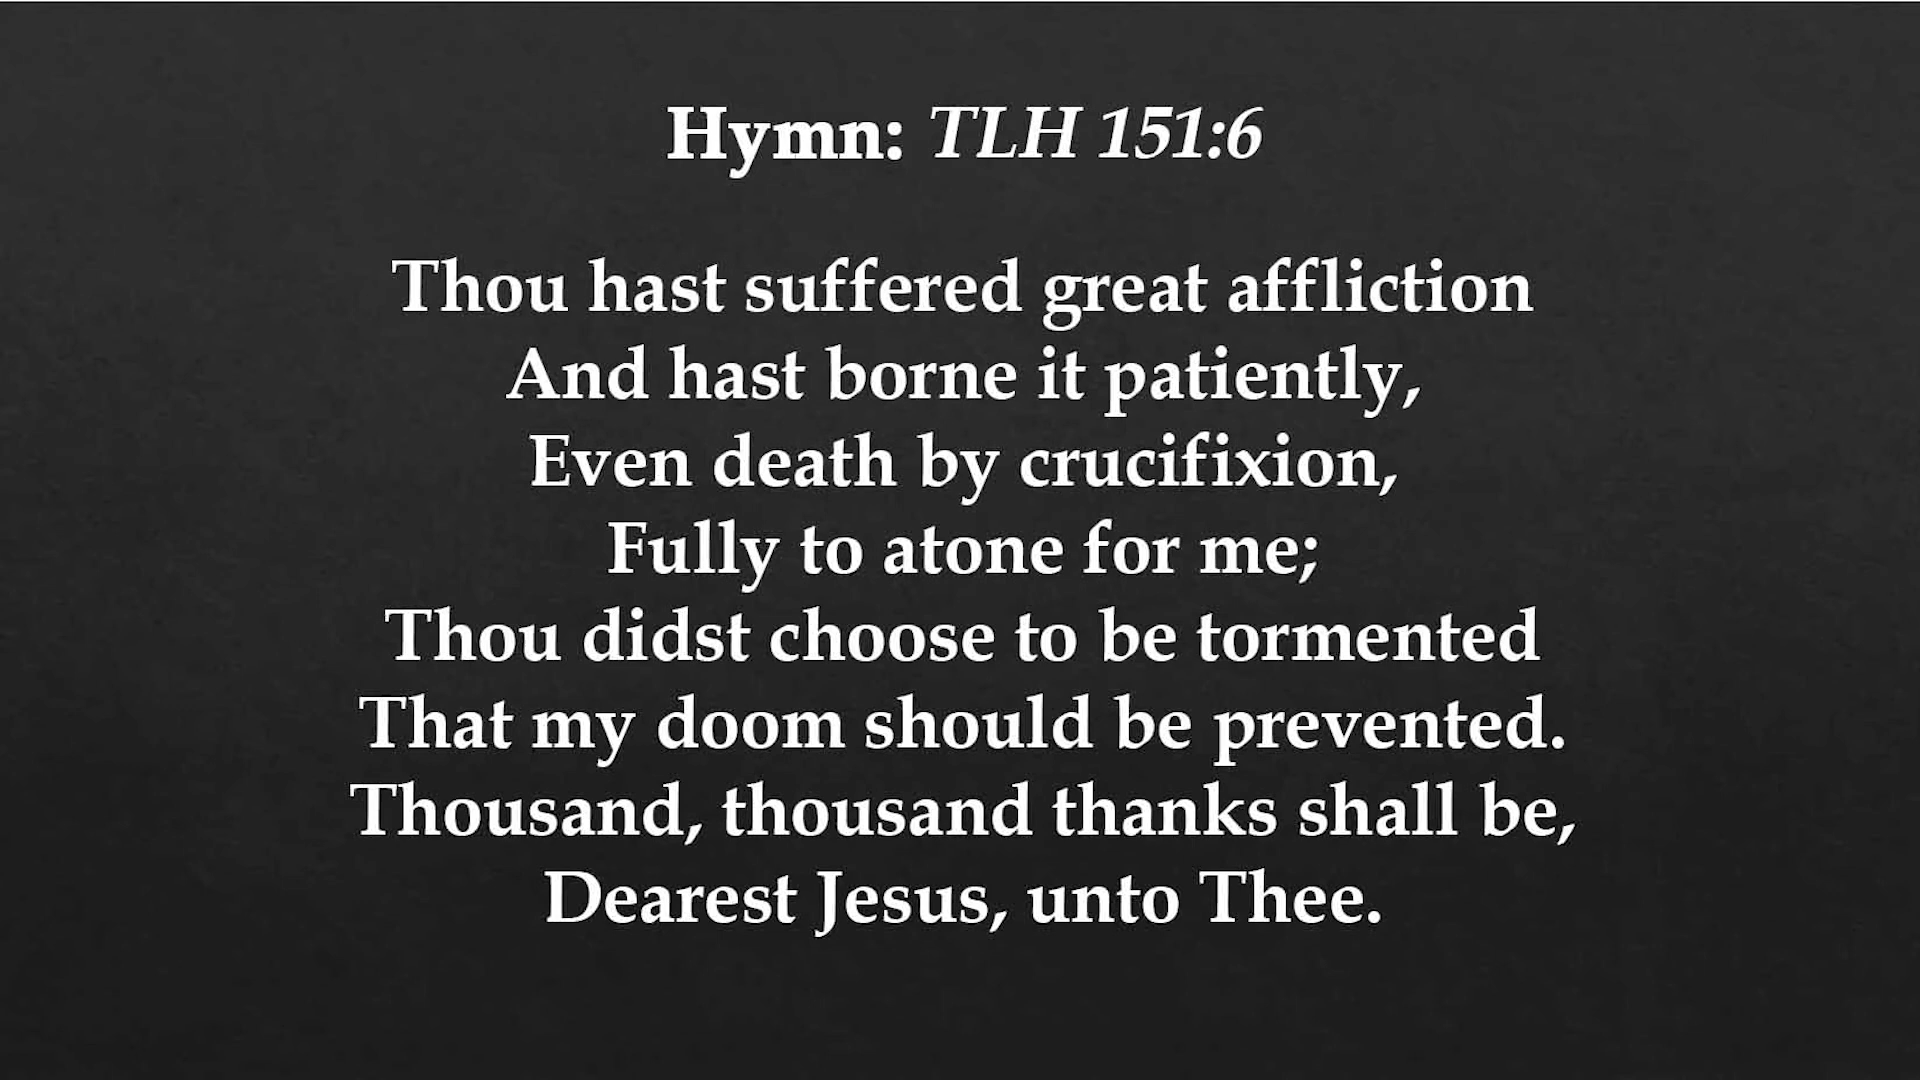 Hymn: TLH 151:6
Thou hast suffered great affliction
And hast borne it patiently,
Even death by crucifixion,
Fully to atone for me;
Thou didst choose to be tormented
That my doom should be prevented.
Thousand, thousand thanks shall be,
Dearest Jesus, unto Thee.